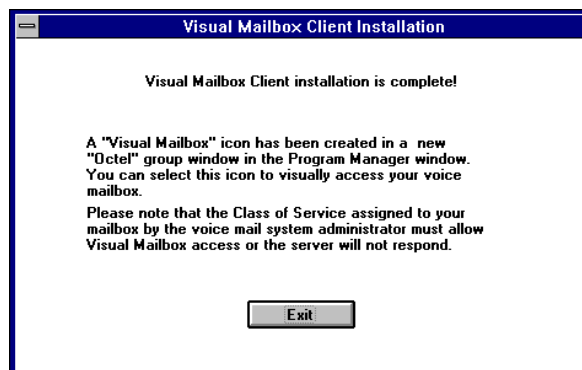 Visual Mailbox Client Installation
Visual Mailbox Client installation is complete!
A "Visual Mailbox" icon has been created in a new
"Octel" group window in the Program Manager window.
You can select this icon to visually access your voice
mailbox.
Please note that the Class of Service assigned to your
mailbox by the voice mail system administrator must allow
Visual Mailbox access or the server will not respond.
Exit